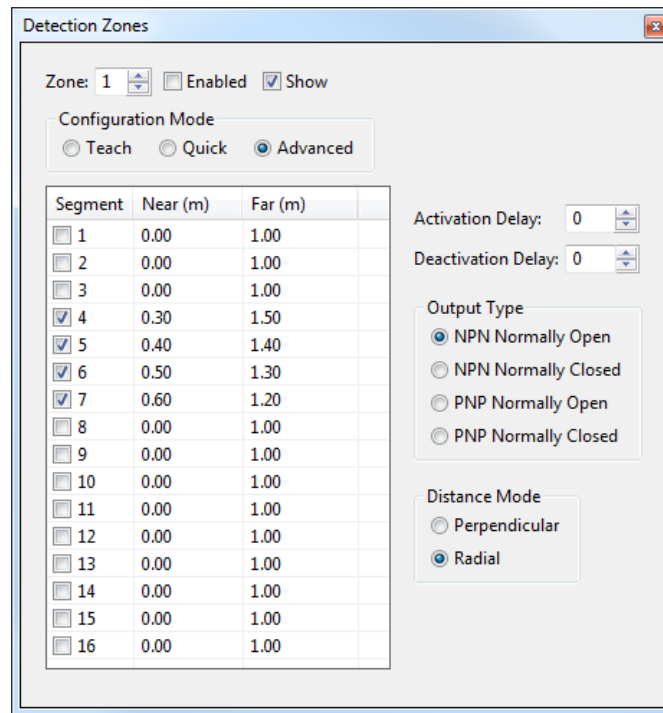 Detection Zones
Zone: 1 Enabled Show
Configuration Mode
Teach Quick Advanced
Segment Near (m) Far (m)
1 0.00 1.00
2 0.00 1.00
3 0.00 1.00
4 0.30 1.50
5 0.40 1.40
6 0.50 1.30
7 0.60 1.20
8 0.00 1.00
9 0.00 1.00
10 0.00 1.00
11 0.00 1.00
12 0.00 1.00
13 0.00 1.00
14 0.00 1.00
15 0.00 1.00
16 0.00 1.00
Activation Delay: 0
Deactivation Delay: 0
Output Type
NPN Normally Open
NPN Normally Closed
PNP Normally Open
PNP Normally Closed
Distance Mode
Perpendicular
Radial